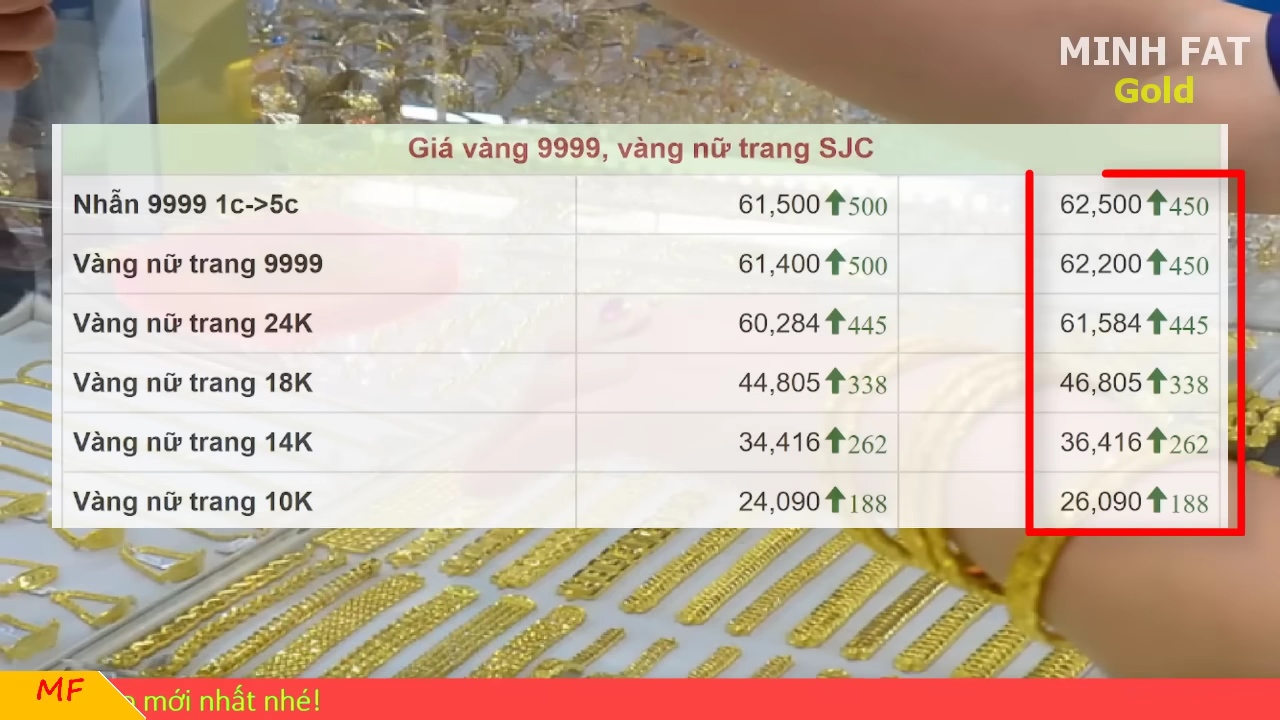 MINH FAT
Gold
Giá vàng 9999, vàng nữ trang SJC
Nhẫn 9999 1c->5c 61,500 ⬆ 500 62,500 ⬆ 450
Vàng nữ trang 9999 61,400 ⬆ 500 62,200 ⬆ 450
Vàng nữ trang 24K 60,284 ⬆ 445 61,584 ⬆ 445
Vàng nữ trang 18K 44,805 ⬆ 338 46,805 ⬆ 338
Vàng nữ trang 14K 34,416 ⬆ 262 36,416 ⬆ 262
Vàng nữ trang 10K 24,090 ⬆ 188 26,090 ⬆ 188
MF mới nhất nhé!